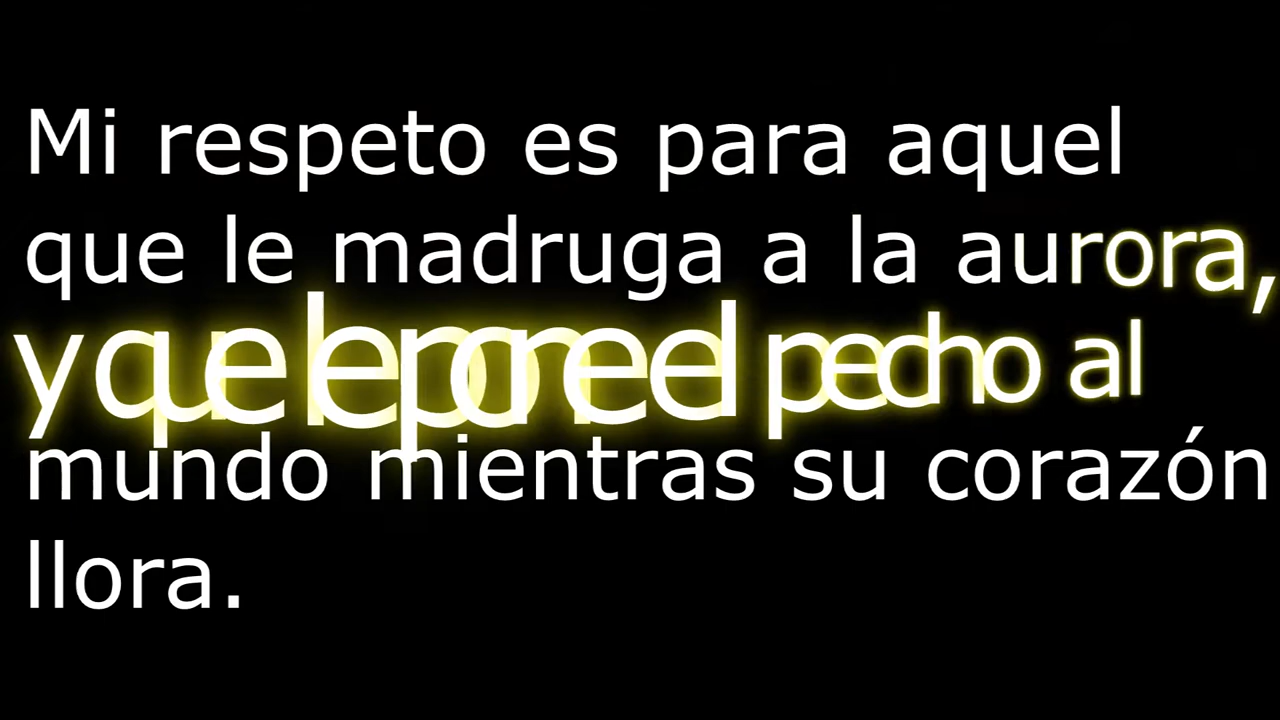 Mi respeto es para aquel
que le madruga a la aurora,
y que le pone el pecho al
mundo mientras su corazón
llora.